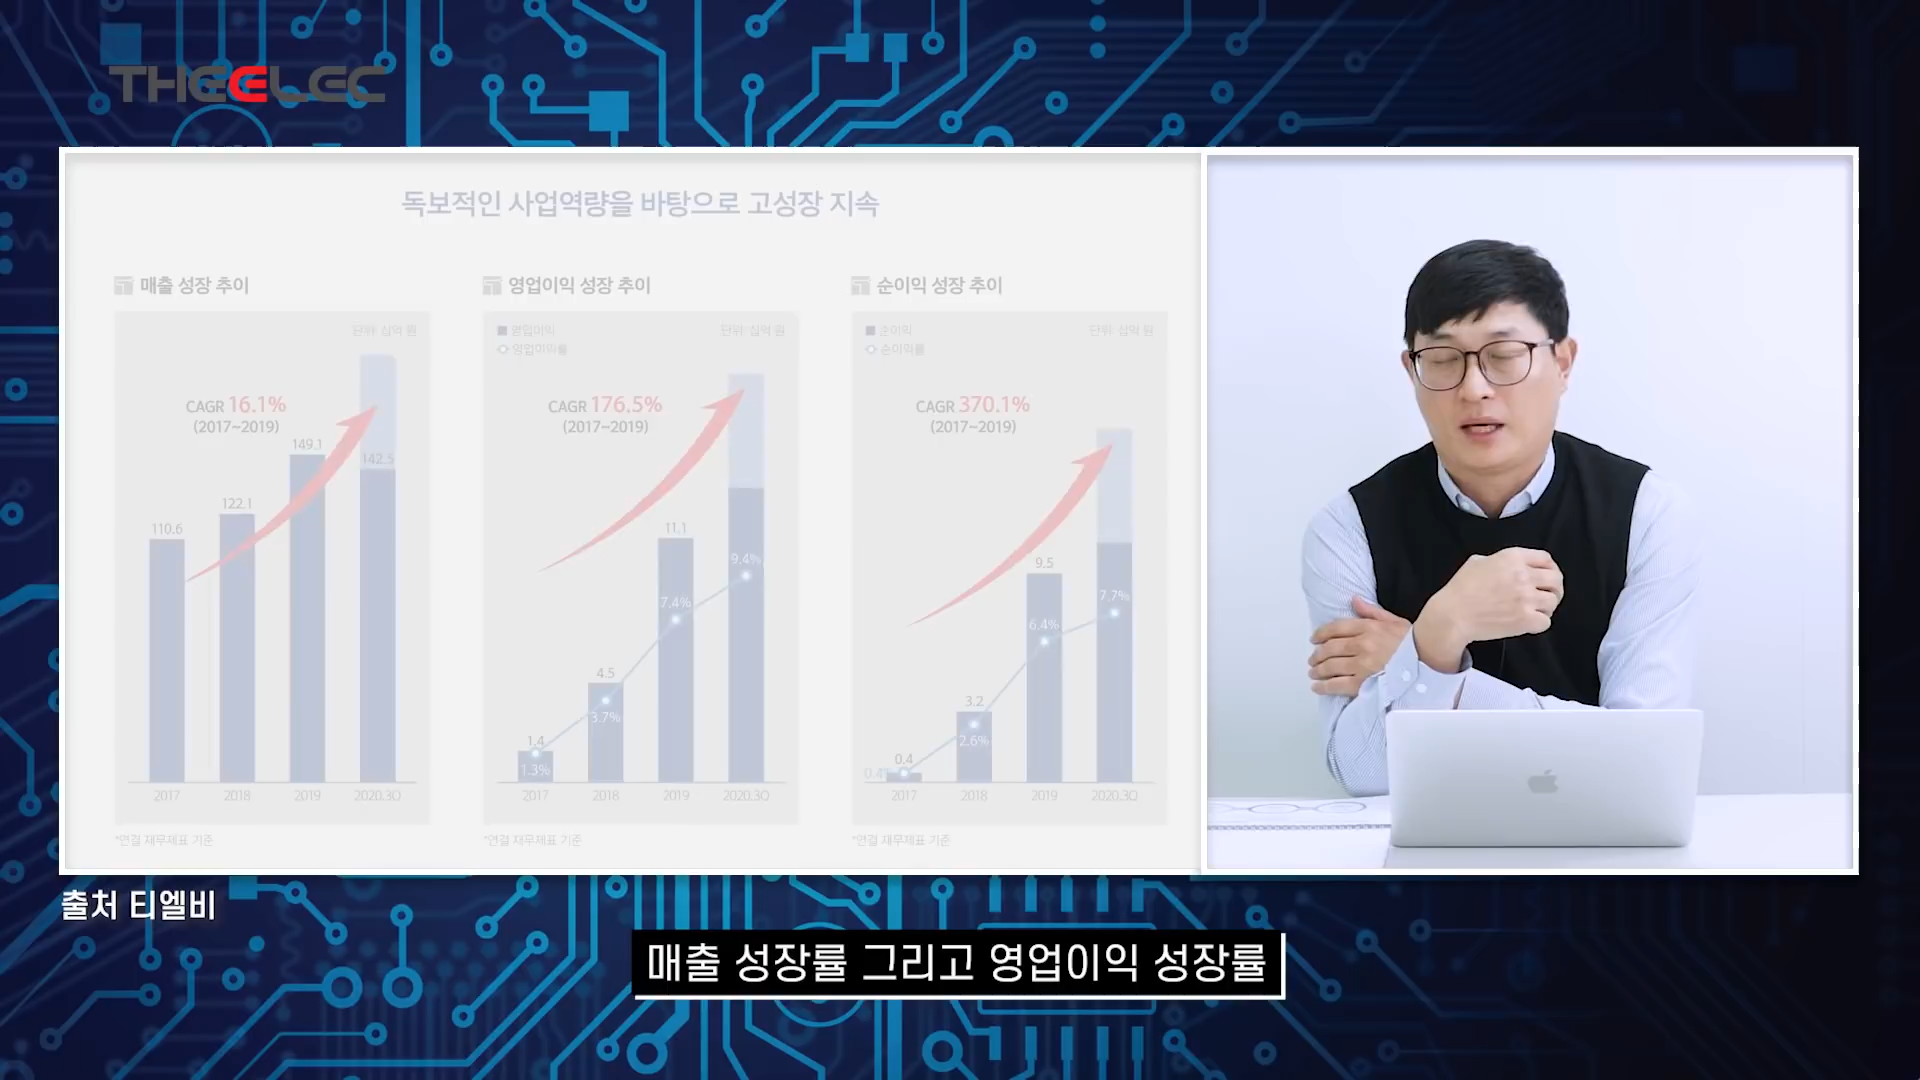 THEELEC
독보적인 사업역량을 바탕으로 고성장 지속
매출 성장 추이
단위: 십억 원
CAGR 16.1%
(2017~2019)
110.6
122.1
149.1
142.5
2017
2018
2019
2020.3Q
*연결 재무제표 기준
영업이익 성장 추이
영업이익
단위: 십억 원
영업이익률
CAGR 176.5%
(2017~2019)
1.4
4.5
11.1
1.3%
3.7%
7.4%
9.4%
2017
2018
2019
2020.3Q
*연결 재무제표 기준
순이익 성장 추이
순이익
단위: 십억 원
순이익률
CAGR 370.1%
(2017~2019)
0.4
3.2
9.5
0.4%
2.6%
6.4%
7.7%
2017
2018
2019
2020.3Q
*연결 재무제표 기준
출처 티엘비
매출 성장률 그리고 영업이익 성장률